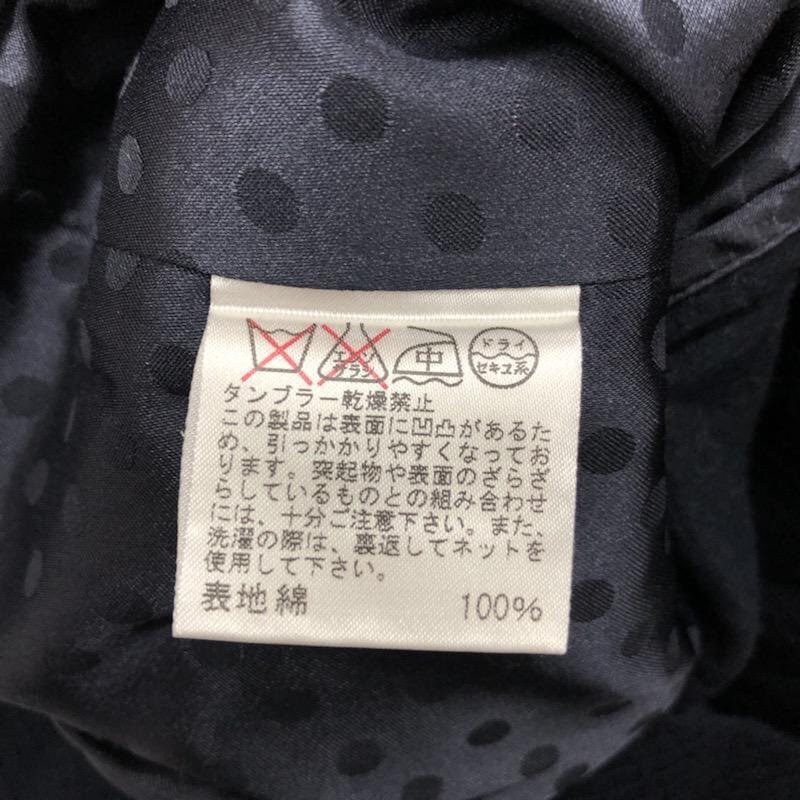 エンソ サラシ 中 ドライ セキユ系
タンブラー乾燥禁止
この製品は表面に凹凸があるた
め、引っかかりやすくなってお
ります。突起物や表面のざらざ
らしているものとの組み合わせ
には、十分ご注意下さい。また、
洗濯の際は、裏返してネットを
使用して下さい。
表地綿 100%